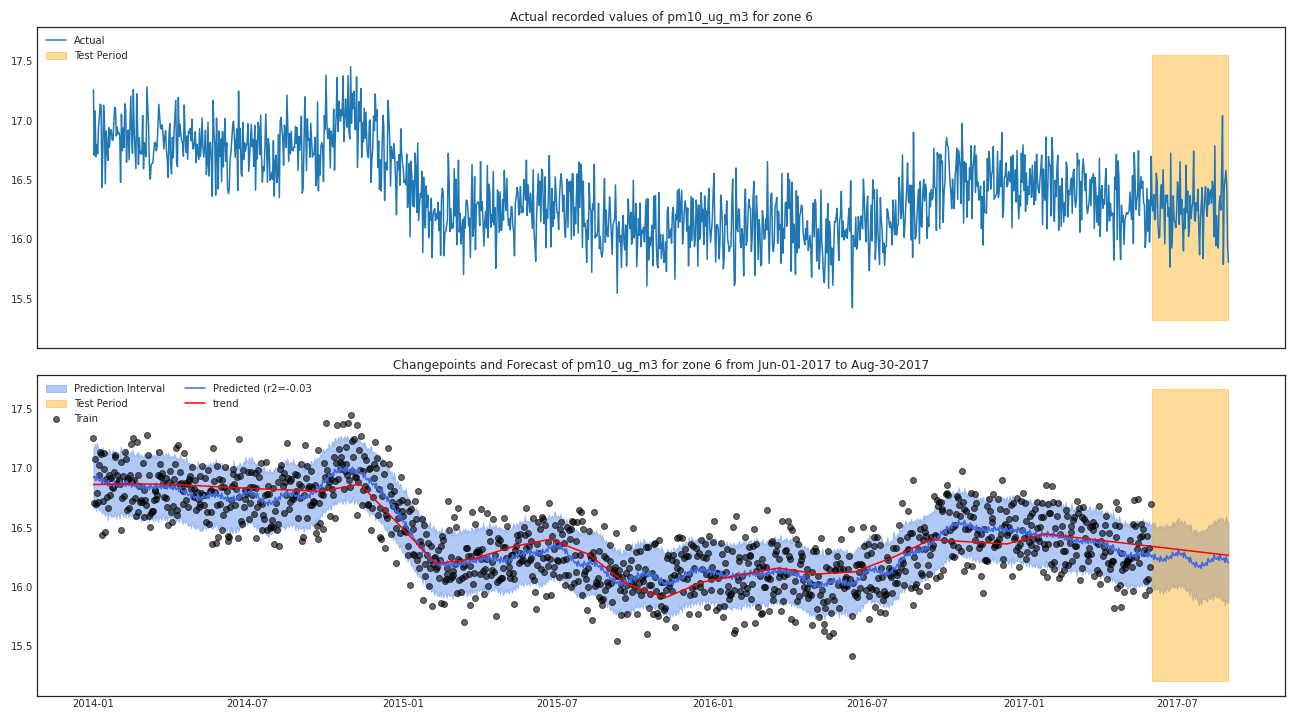 Actual recorded values of pm10_ug_m3 for zone 6
Actual
Test Period
17.5
17.0
16.5
16.0
15.5
Changepoints and Forecast of pm10_ug_m3 for zone 6 from Jun-01-2017 to Aug-30-2017
Prediction Interval
Test Period
Train
Predicted (r2=-0.03
trend
17.5
17.0
16.5
16.0
15.5
2014-01 2014-07 2015-01 2015-07 2016-01 2016-07 2017-01 2017-07